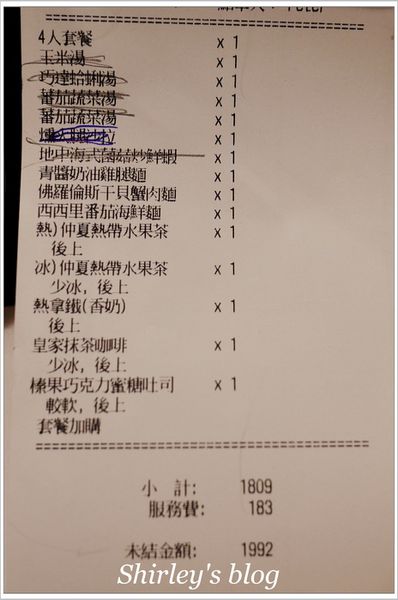 4人套餐 x 1
玉米湯 x 1
巧達蛤蜊湯 x 1
蕃茄蔬菜湯 x 1
蕃茄蔬菜湯 x 1
x 1
地中海式菌菇炒鮮蝦 x 1
青醬奶油雞腿麵 x 1
佛羅倫斯干貝蟹肉麵 x 1
西西里番茄海鮮麵 x 1
熱)仲夏熱帶水果茶 x 1
後上
冰)仲夏熱帶水果茶 x 1
少冰, 後上
熱拿鐵(香奶) x 1
後上
皇家抹茶咖啡 x 1
少冰, 後上
榛果巧克力蜜糖吐司 x 1
較軟, 後上
套餐加購
小 計: 1809
服務費: 183
未結金額: 1992
Shirley's blog